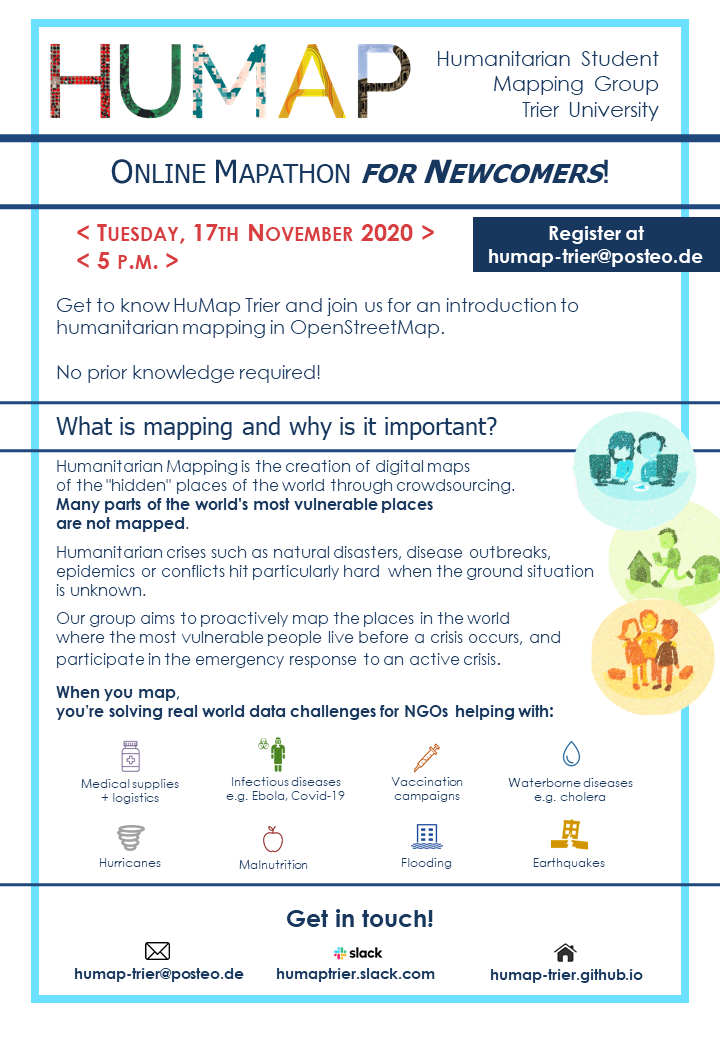 HUMAP
Humanitarian Student
Mapping Group
Trier University
ONLINE MAPATHON FOR NEWCOMERS!
< TUESDAY, 17TH NOVEMBER 2020 >
< 5 P.M. >
Register at
humap-trier@posteo.de
Get to know HuMap Trier and join us for an introduction to
humanitarian mapping in OpenStreetMap.
No prior knowledge required!
What is mapping and why is it important?
Humanitarian Mapping is the creation of digital maps
of the "hidden" places of the world through crowdsourcing.
Many parts of the world's most vulnerable places
are not mapped.
Humanitarian crises such as natural disasters, disease outbreaks,
epidemics or conflicts hit particularly hard when the ground situation
is unknown.
Our group aims to proactively map the places in the world
where the most vulnerable people live before a crisis occurs, and
participate in the emergency response to an active crisis.
When you map,
you're solving real world data challenges for NGOs helping with:
Medical supplies
+ logistics
Infectious diseases
e.g. Ebola, Covid-19
Vaccination
campaigns
Waterborne diseases
e.g. cholera
Hurricanes
Malnutrition
Flooding
Earthquakes
Get in touch!
humap-trier@posteo.de
slack
humaptrier.slack.com
humap-trier.github.io